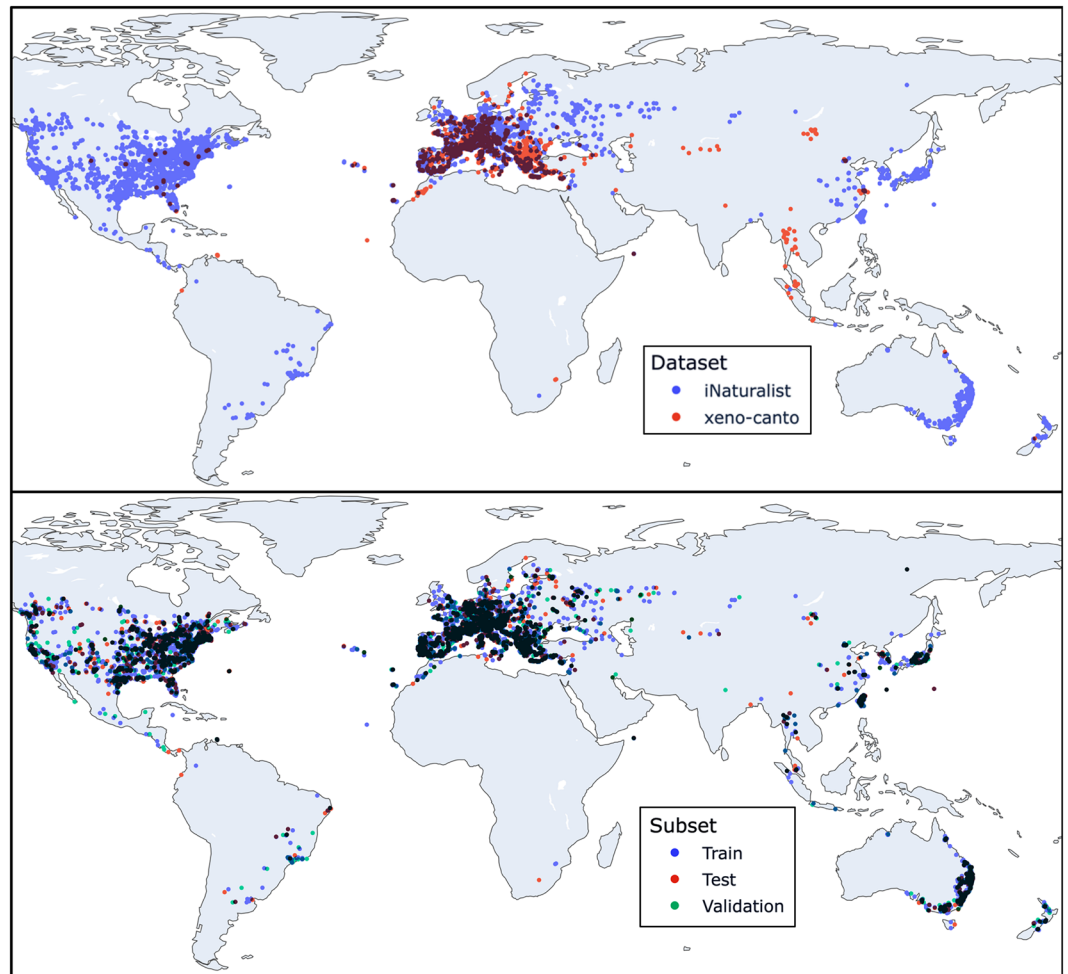 Dataset
iNaturalist
xeno-canto
Subset
Train
Test
Validation